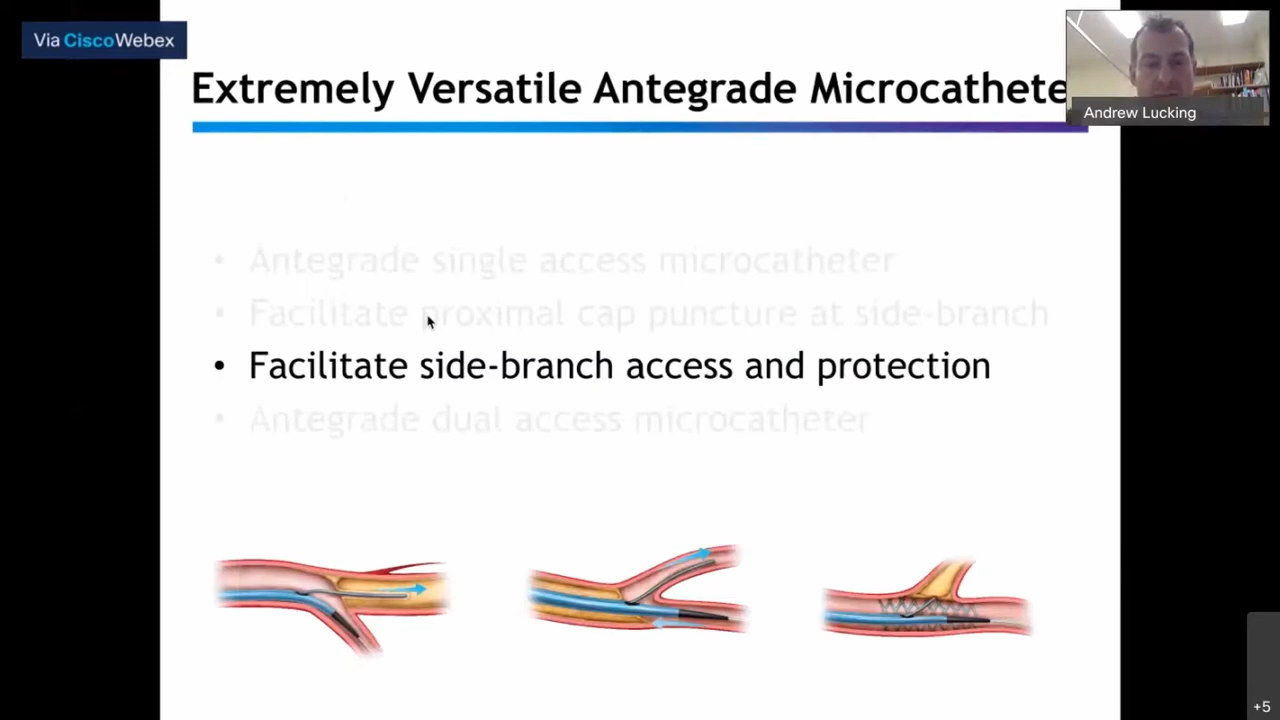 Via CiscoWebex
Extremely Versatile Antegrade Microcathete
Andrew Lucking
• Antegrade single access microcatheter
• Facilitate proximal cap puncture at side-branch
• Facilitate side-branch access and protection
• Antegrade dual access microcatheter
+5